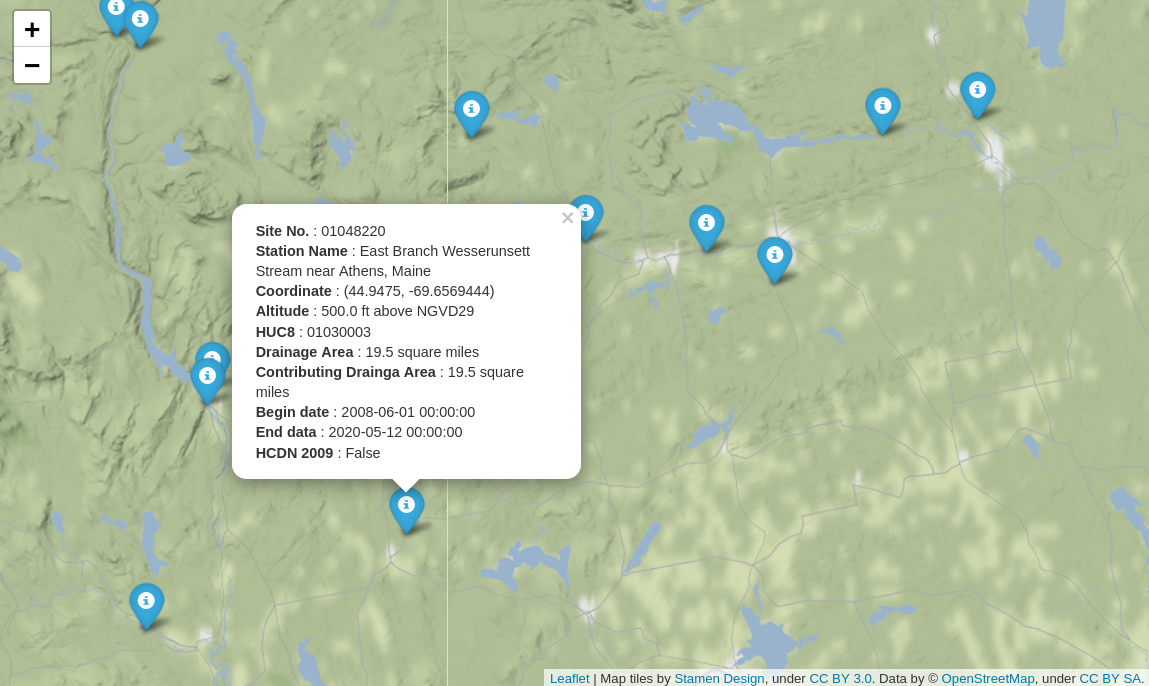 +
−
×
Site No. : 01048220
Station Name : East Branch Wesserunsett
Stream near Athens, Maine
Coordinate : (44.9475, -69.6569444)
Altitude : 500.0 ft above NGVD29
HUC8 : 01030003
Drainage Area : 19.5 square miles
Contributing Drainga Area : 19.5 square
miles
Begin date : 2008-06-01 00:00:00
End data : 2020-05-12 00:00:00
HCDN 2009 : False
Leaflet | Map tiles by Stamen Design, under CC BY 3.0. Data by © OpenStreetMap, under CC BY SA.